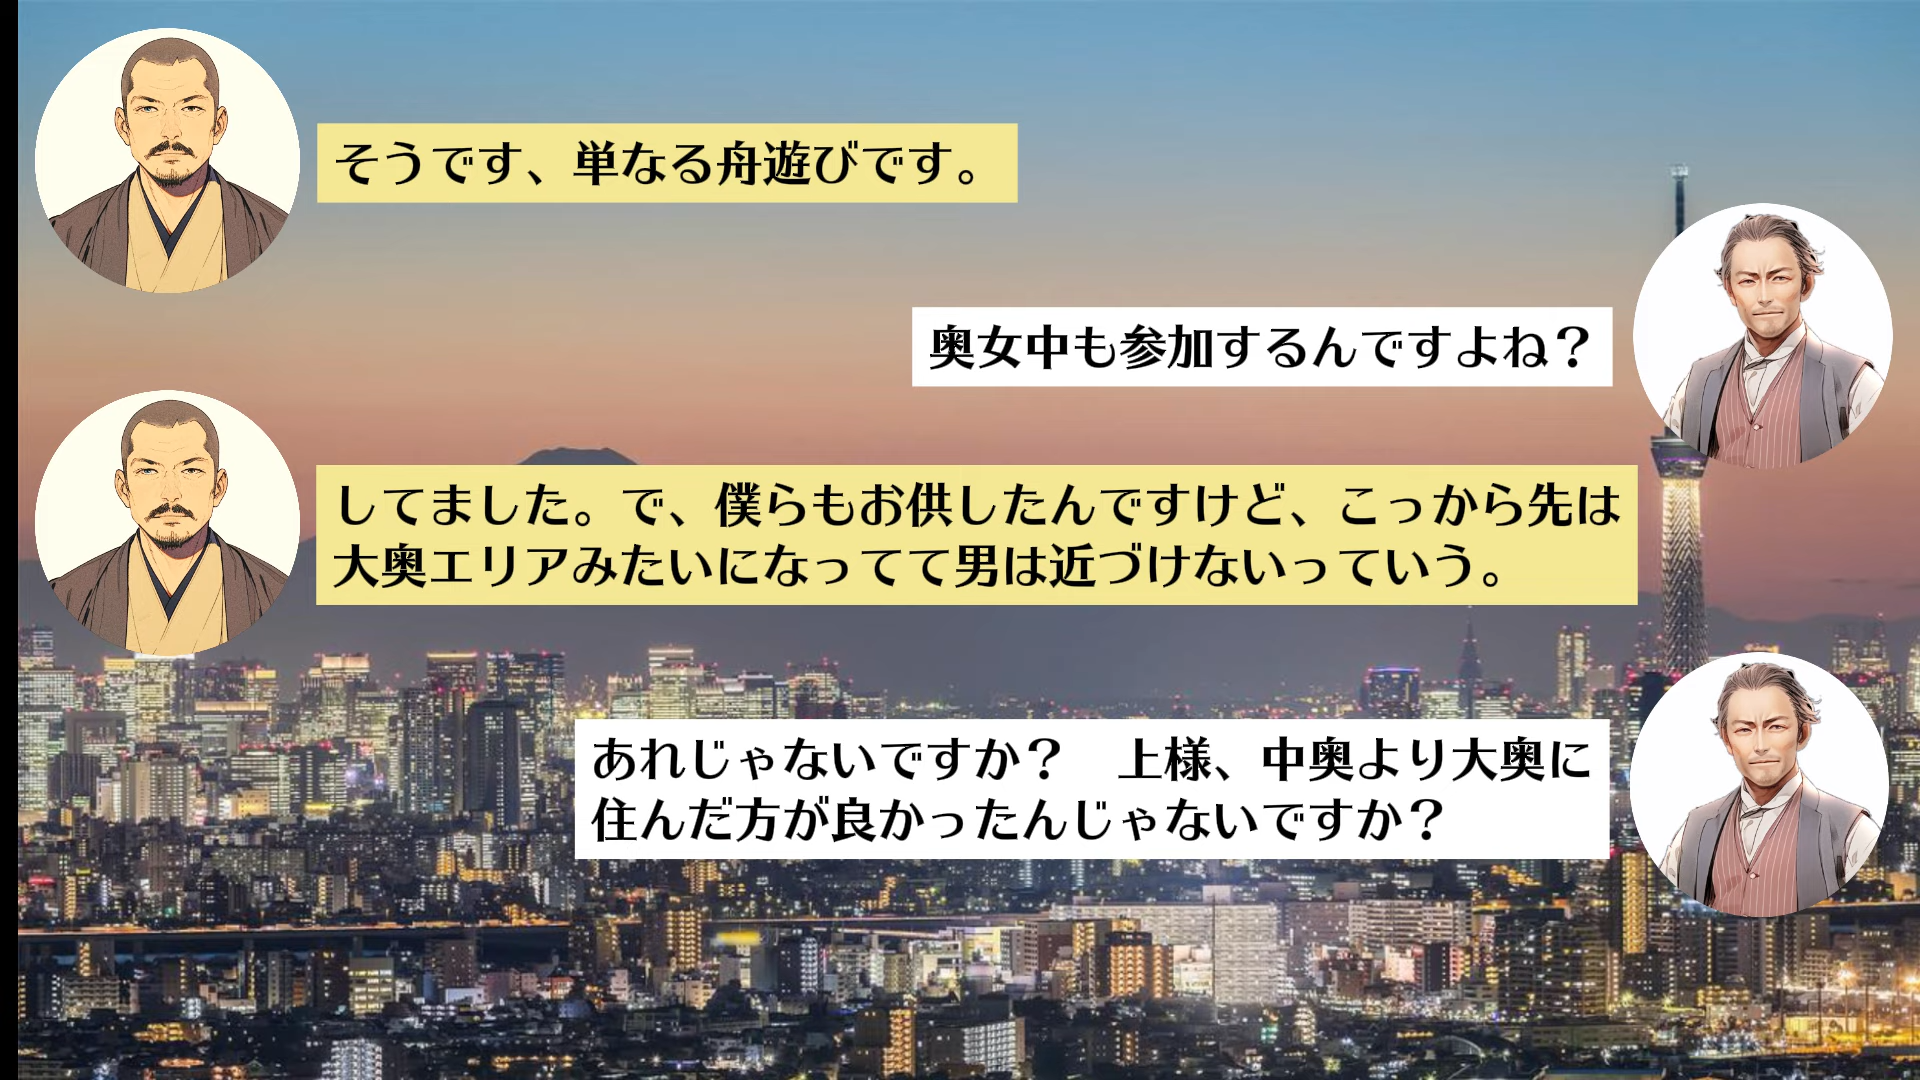 そうです、単なる舟遊びです。
奥女中も参加するんですよね？
してました。で、僕らもお供したんですけど、こっから先は
大奥エリアみたいになってて男は近づけないっていう。
あれじゃないですか？　上様、中奥より大奥に
住んだ方が良かったんじゃないですか？